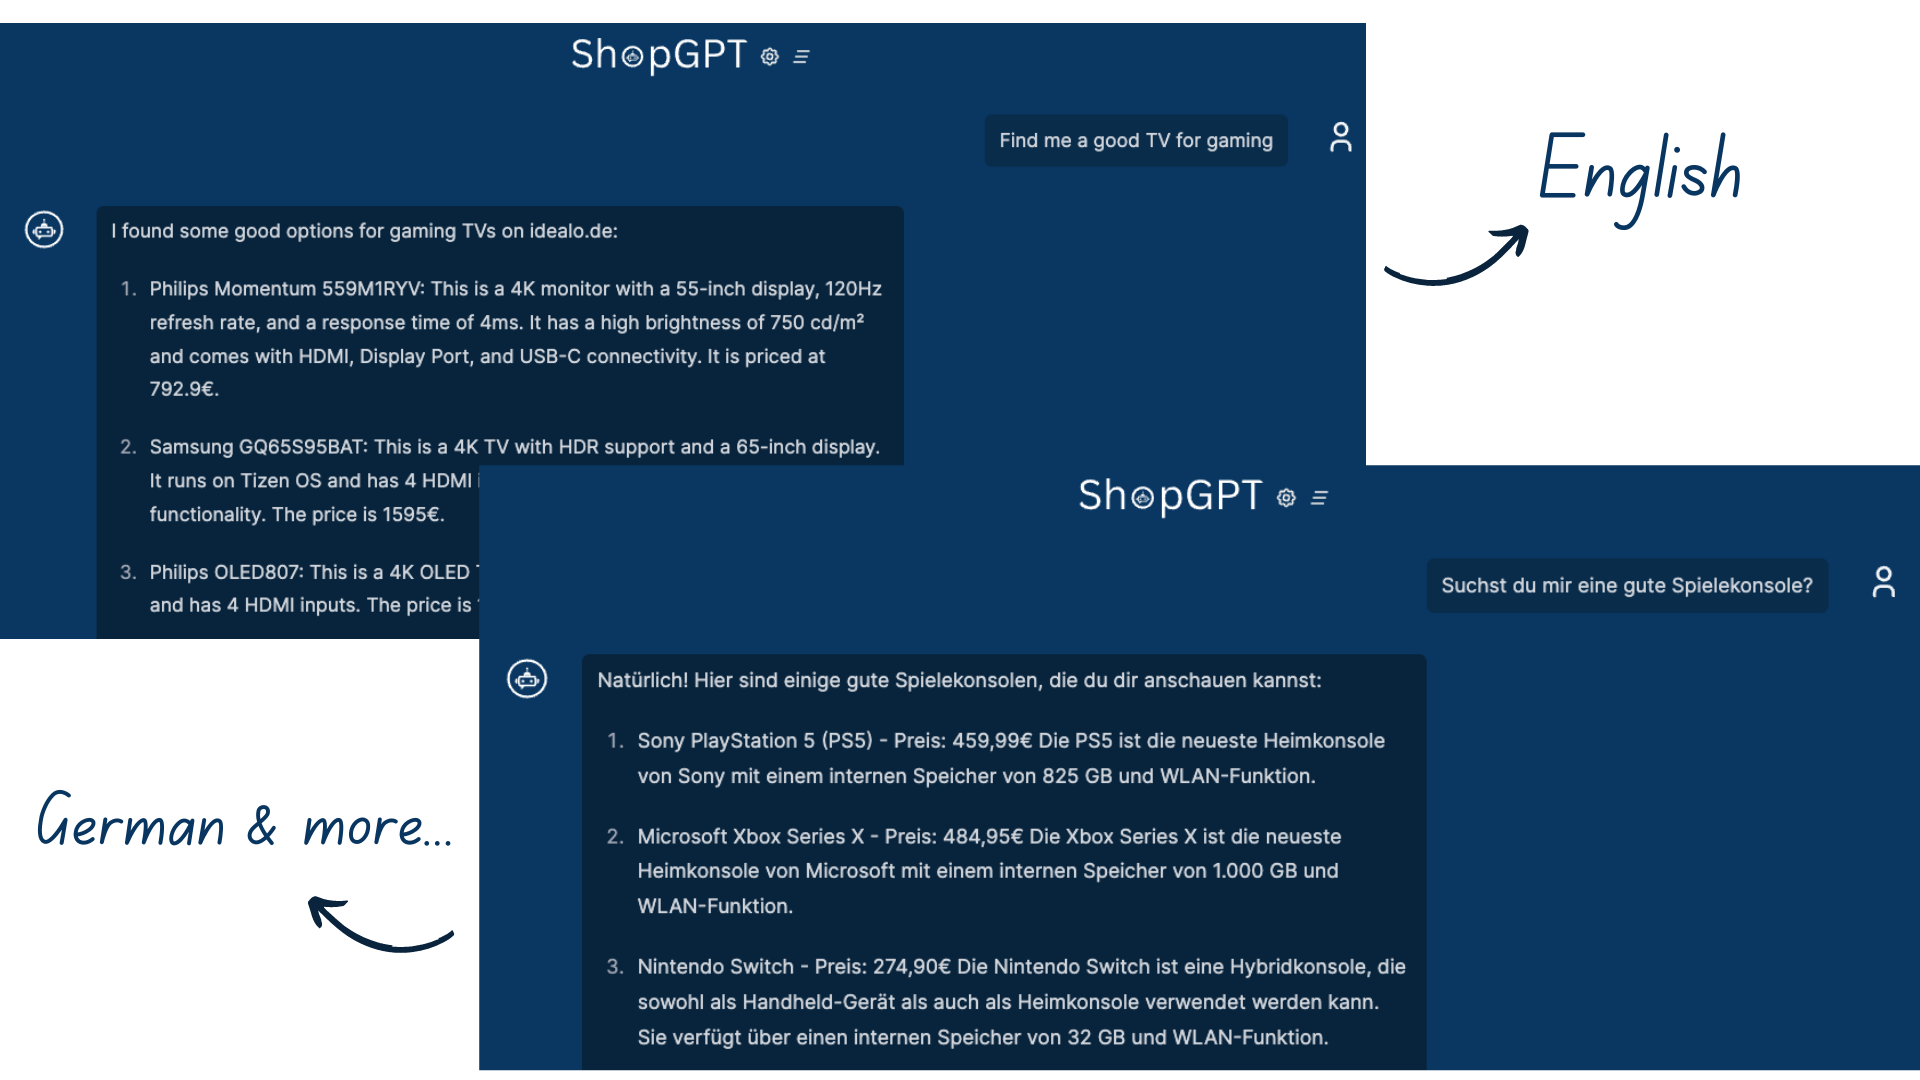 ShopGPT
Find me a good TV for gaming
English
I found some good options for gaming TVs on idealo.de:
1. Philips Momentum 559M1RYV: This is a 4K monitor with a 55-inch display, 120Hz
refresh rate, and a response time of 4ms. It has a high brightness of 750 cd/m²
and comes with HDMI, Display Port, and USB-C connectivity. It is priced at
792.9€.
2. Samsung GQ65S95BAT: This is a 4K TV with HDR support and a 65-inch display.
It runs on Tizen OS and has 4 HDMI
functionality. The price is 1595€.
3. Philips OLED807: This is a 4K OLED
and has 4 HDMI inputs. The price is
ShopGPT
Suchst du mir eine gute Spielekonsole?
Natürlich! Hier sind einige gute Spielekonsolen, die du dir anschauen kannst:
1. Sony PlayStation 5 (PS5) - Preis: 459,99€ Die PS5 ist die neueste Heimkonsole
von Sony mit einem internen Speicher von 825 GB und WLAN-Funktion.
2. Microsoft Xbox Series X - Preis: 484,95€ Die Xbox Series X ist die neueste
Heimkonsole von Microsoft mit einem internen Speicher von 1.000 GB und
WLAN-Funktion.
3. Nintendo Switch - Preis: 274,90€ Die Nintendo Switch ist eine Hybridkonsole, die
sowohl als Handheld-Gerät als auch als Heimkonsole verwendet werden kann.
Sie verfügt über einen internen Speicher von 32 GB und WLAN-Funktion.
German & more...